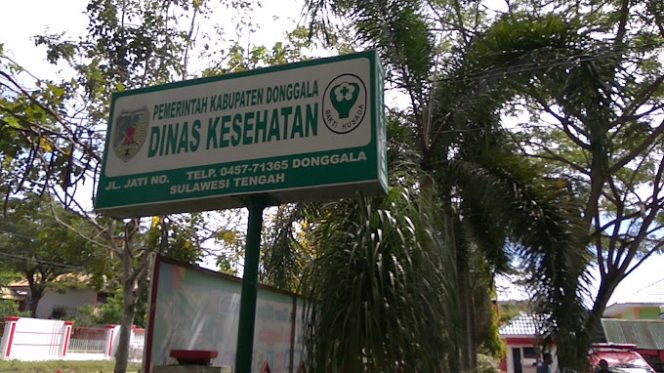 PEMERINTAH KABUPATEN DONGGALA
DINAS KESEHATAN
BAKTI HUSADA
JL. JATI NO. TELP. 0457-71365 DONGGALA
SULAWESI TENGAH